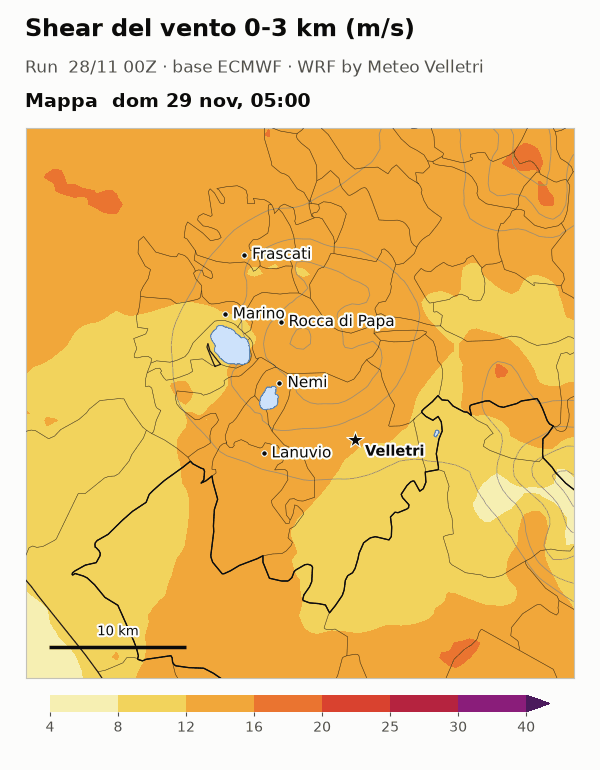 Shear del vento 0-3 km (m/s)
Run  28/11 00Z · base ECMWF · WRF by Meteo Velletri
Mappa  dom 29 nov, 05:00
Frascati
Marino
Rocca di Papa
Nemi
Velletri
Lanuvio
10 km
4 8 12 16 20 25 30 40